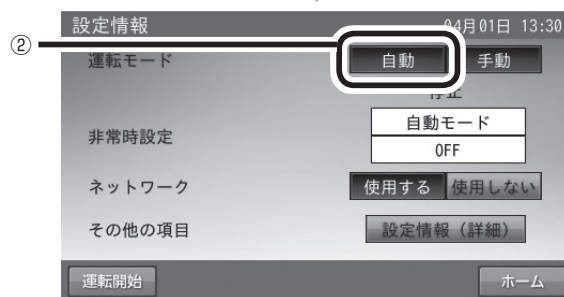 設定情報 04月01日 13:30
②
運転モード 自動 手動
停止
非常時設定 自動モード
OFF
ネットワーク 使用する 使用しない
その他の項目 設定情報（詳細）
運転開始 ホーム